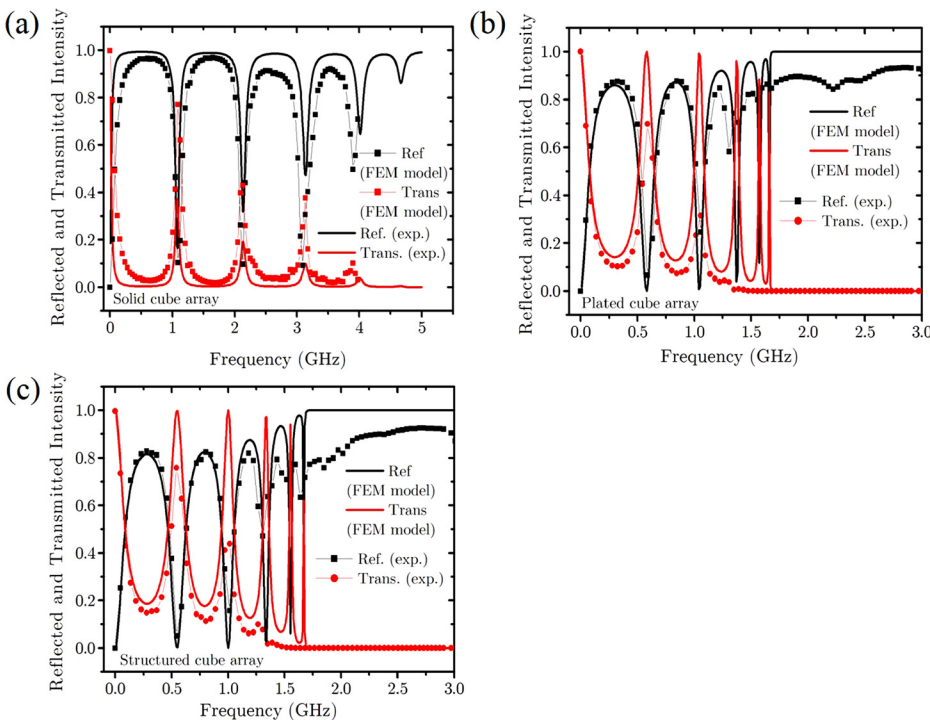 (a)
Reflected and Transmitted Intensity
1.0
0.8
0.6
0.4
0.2
0.0
Ref
(FEM model)
Trans
(FEM model)
Ref. (exp.)
Trans. (exp.)
Solid cube array
0
1
2
3
4
5
Frequency (GHz)
(b)
Reflected and Transmitted Intensity
1.0
0.8
0.6
0.4
0.2
0.0
Ref
(FEM model)
Trans
(FEM model)
Ref. (exp.)
Trans. (exp.)
Plated cube array
0.0
0.5
1.0
1.5
2.0
2.5
3.0
Frequency (GHz)
(c)
Reflected and Transmitted Intensity
1.0
0.8
0.6
0.4
0.2
0.0
Ref
(FEM model)
Trans
(FEM model)
Ref. (exp.)
Trans. (exp.)
Structured cube array
0.0
0.5
1.0
1.5
2.0
2.5
3.0
Frequency (GHz)